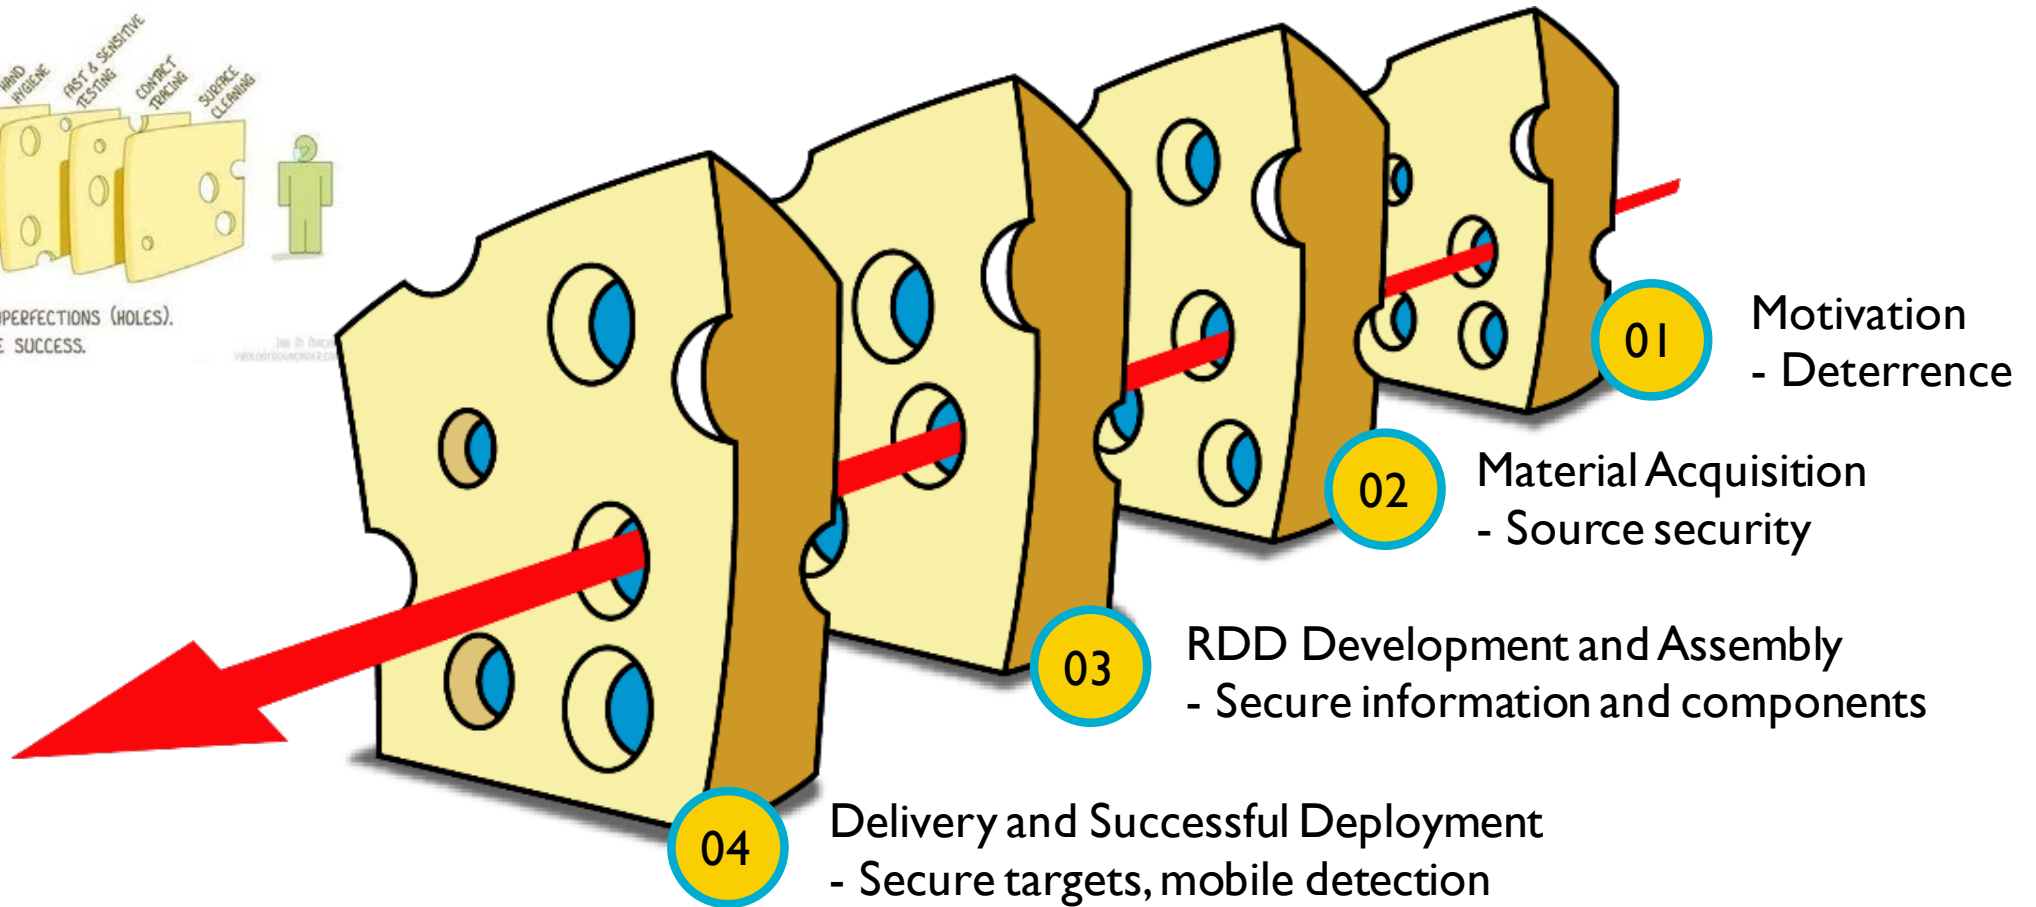 HAND
HYGIENE
FAST & SENSITIVE
TESTING
CONTACT
TRACING
SURFACE
CLEANING
PERFECTIONS (HOLES).
SUCCESS.
01
Motivation
- Deterrence
02
Material Acquisition
- Source security
03
RDD Development and Assembly
- Secure information and components
04
Delivery and Successful Deployment
- Secure targets, mobile detection